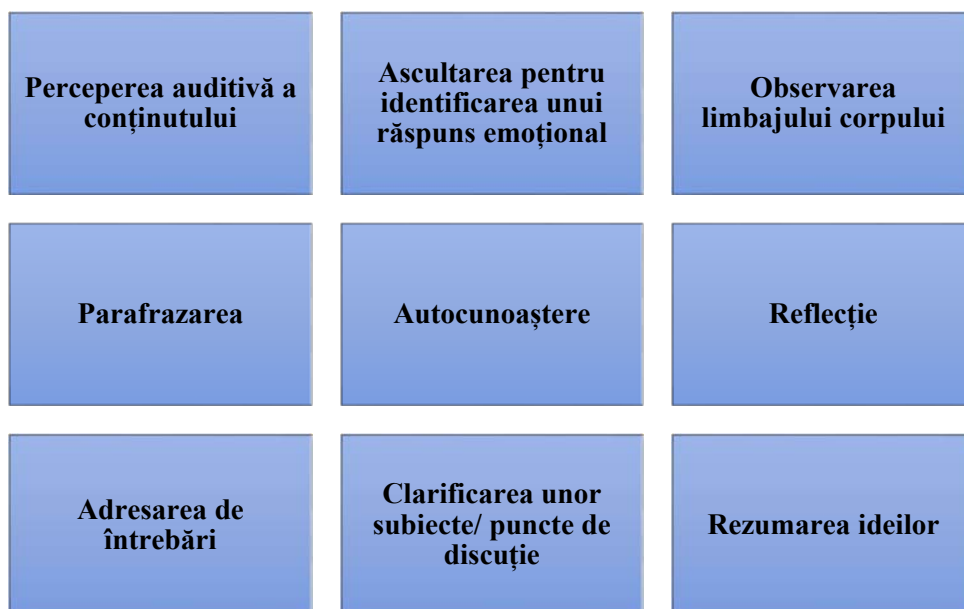 Perceperea auditivă a
conținutului
Ascultarea pentru
identificarea unui
răspuns emoțional
Observarea
limbajului corpului
Parafrazarea
Autocunoaștere
Reflecție
Adresarea de
întrebări
Clarificarea unor
subiecte/ puncte de
discuție
Rezumarea ideilor